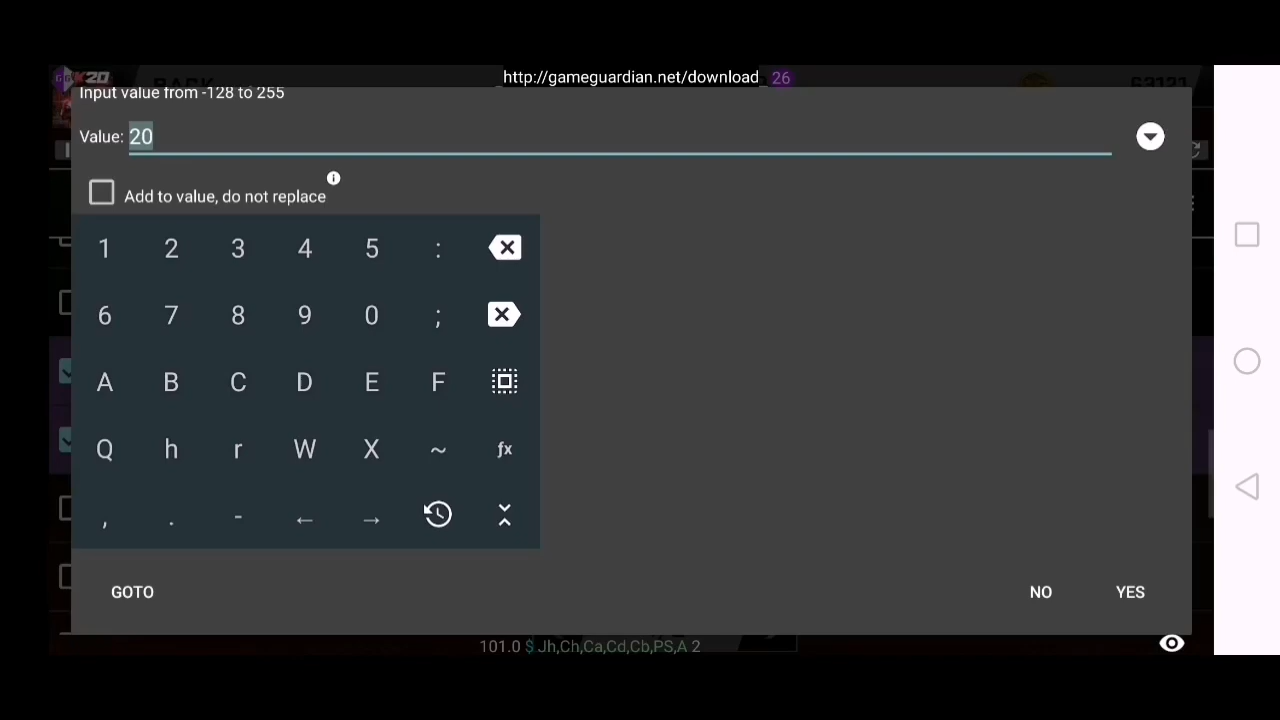 K20
http://gameguardian.net/download
26
Input value from -128 to 255
Value: 20
Add to value, do not replace
1 2 3 4 5 :
6 7 8 9 0 ;
A B C D E F
Q h r W X ~ fx
, . - ← →
GOTO
NO
YES
101.0 $ Jh,Ch,Ca,Cd,Cb,PS,A 2